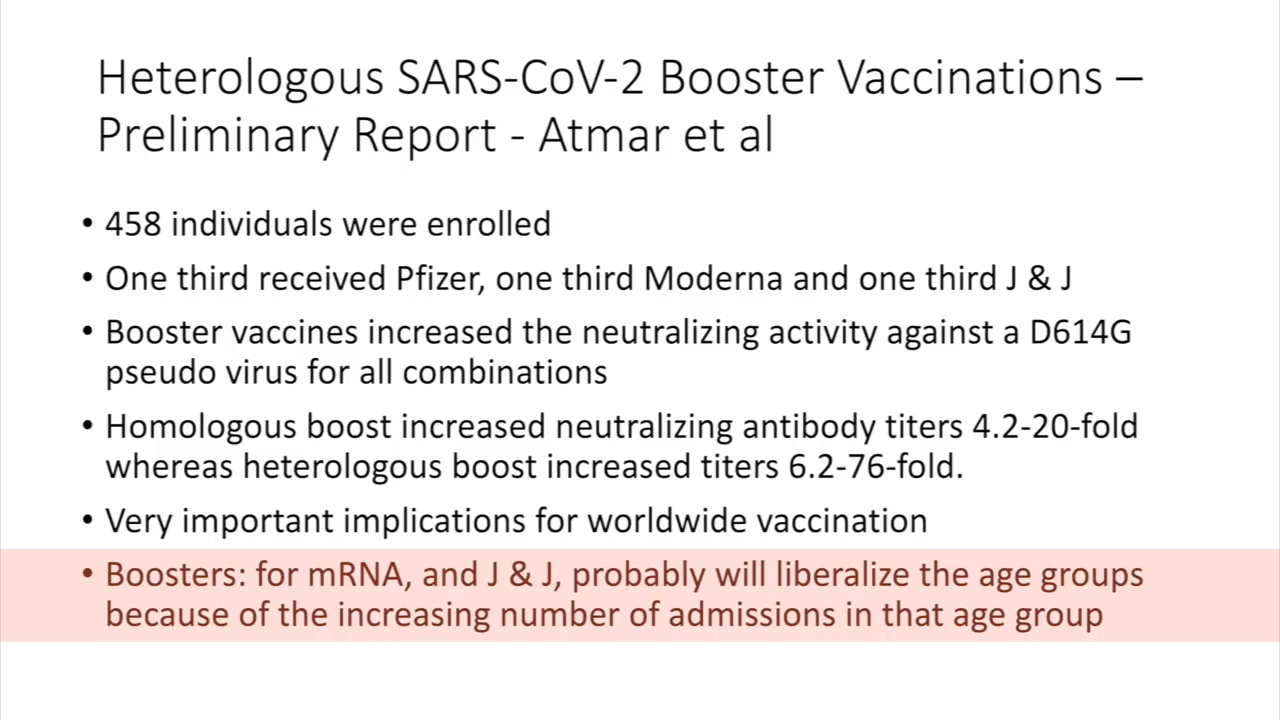 Heterologous SARS-CoV-2 Booster Vaccinations –
Preliminary Report - Atmar et al
• 458 individuals were enrolled
• One third received Pfizer, one third Moderna and one third J & J
• Booster vaccines increased the neutralizing activity against a D614G
pseudo virus for all combinations
• Homologous boost increased neutralizing antibody titers 4.2-20-fold
whereas heterologous boost increased titers 6.2-76-fold.
• Very important implications for worldwide vaccination
• Boosters: for mRNA, and J & J, probably will liberalize the age groups
because of the increasing number of admissions in that age group